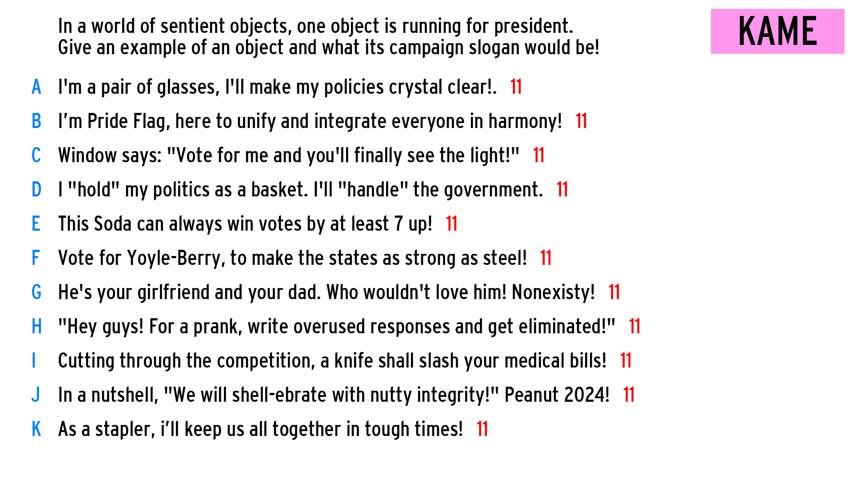 In a world of sentient objects, one object is running for president.
Give an example of an object and what its campaign slogan would be!
KAME
A I'm a pair of glasses, I'll make my policies crystal clear!. 11
B I’m Pride Flag, here to unify and integrate everyone in harmony! 11
C Window says: "Vote for me and you'll finally see the light!" 11
D I "hold" my politics as a basket. I'll "handle" the government. 11
E This Soda can always win votes by at least 7 up! 11
F Vote for Yoyle-Berry, to make the states as strong as steel! 11
G He's your girlfriend and your dad. Who wouldn't love him! Nonexisty! 11
H "Hey guys! For a prank, write overused responses and get eliminated!" 11
I Cutting through the competition, a knife shall slash your medical bills! 11
J In a nutshell, "We will shell-ebrate with nutty integrity!" Peanut 2024! 11
K As a stapler, i’ll keep us all together in tough times! 11